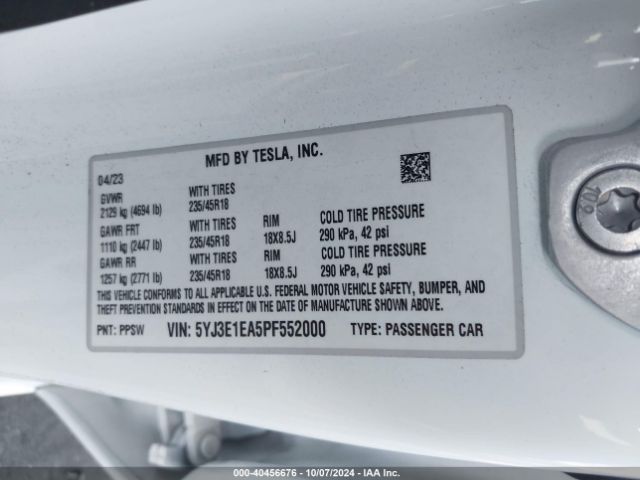 MFD BY TESLA, INC.
04/23
GVWR WITH TIRES
2129 kg (4694 lb) 235/45R18
GAWR FRT WITH TIRES RIM COLD TIRE PRESSURE
1110 kg (2447 lb) 235/45R18 18X8.5J 290 kPa, 42 psi
GAWR RR WITH TIRES RIM COLD TIRE PRESSURE
1257 kg (2771 lb) 235/45R18 18X8.5J 290 kPa, 42 psi
THIS VEHICLE CONFORMS TO ALL APPLICABLE U.S. FEDERAL MOTOR VEHICLE SAFETY, BUMPER, AND
THEFT PREVENTION STANDARDS IN EFFECT ON THE DATE OF MANUFACTURE SHOWN ABOVE.
PNT: PPSW VIN: 5YJ3E1EA5PF552000 TYPE: PASSENGER CAR
10.9
000-40456676 - 10/07/2024 - IAA Inc.